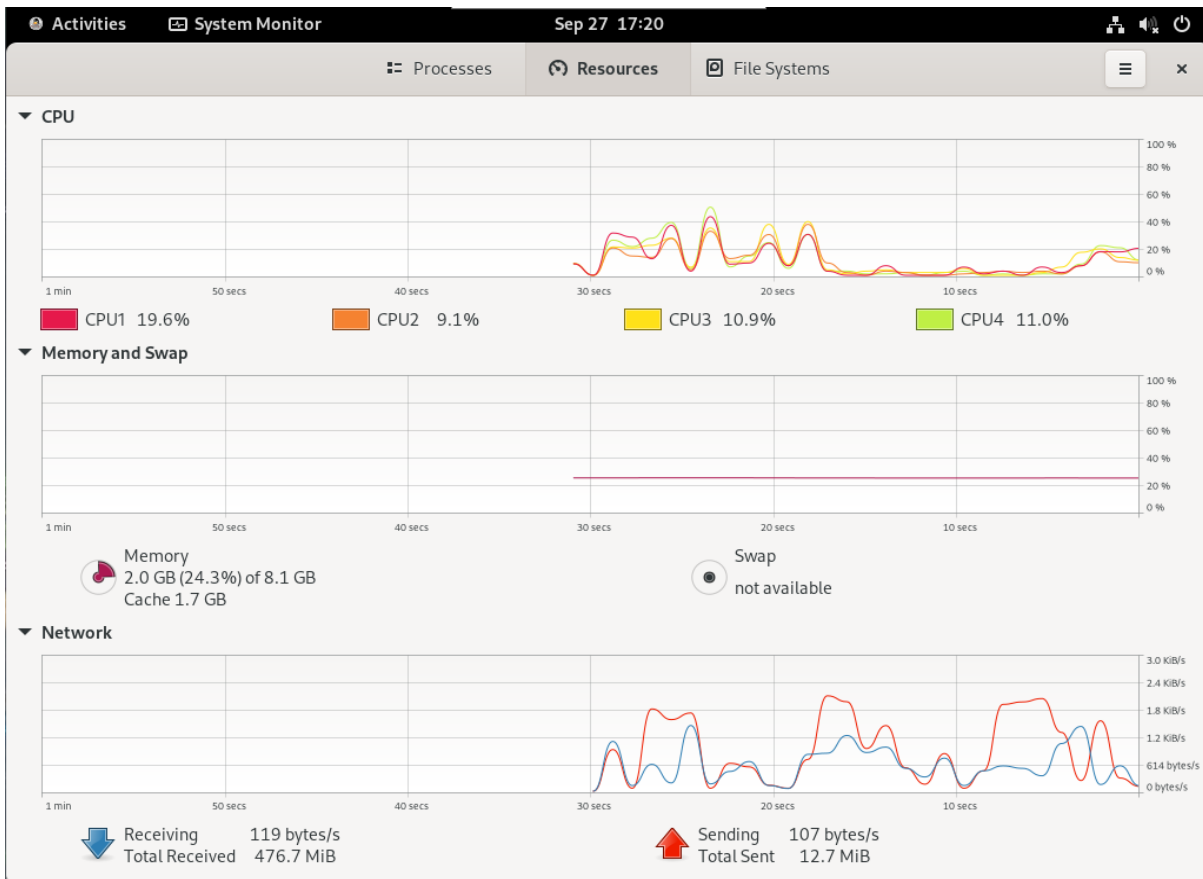 Activities System Monitor Sep 27 17:20
Processes Resources File Systems
CPU
100 %
80 %
60 %
40 %
20 %
0 %
1 min 50 secs 40 secs 30 secs 20 secs 10 secs
CPU1 19.6% CPU2 9.1% CPU3 10.9% CPU4 11.0%
Memory and Swap
100 %
80 %
60 %
40 %
20 %
0 %
1 min 50 secs 40 secs 30 secs 20 secs 10 secs
Memory
2.0 GB (24.3%) of 8.1 GB
Cache 1.7 GB
Swap
not available
Network
3.0 KiB/s
2.4 KiB/s
1.8 KiB/s
1.2 KiB/s
614 bytes/s
0 bytes/s
1 min 50 secs 40 secs 30 secs 20 secs 10 secs
Receiving 119 bytes/s
Total Received 476.7 MiB
Sending 107 bytes/s
Total Sent 12.7 MiB